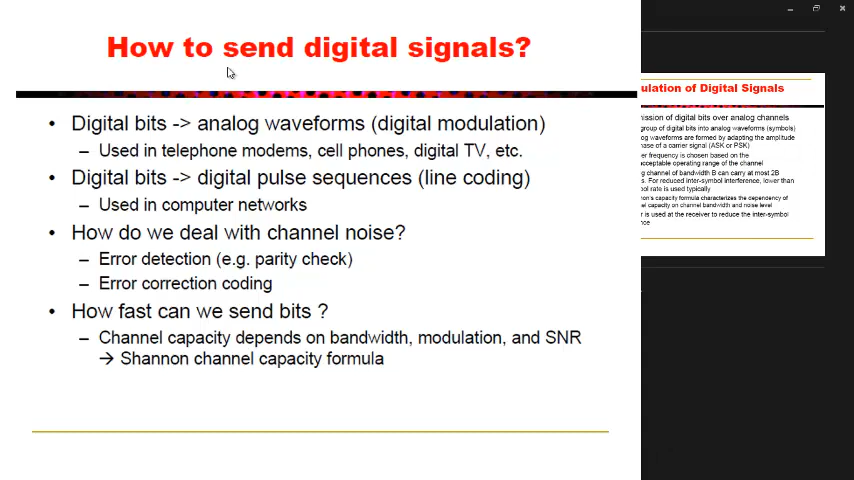 How to send digital signals?
• Digital bits -> analog waveforms (digital modulation)
– Used in telephone modems, cell phones, digital TV, etc.
• Digital bits -> digital pulse sequences (line coding)
– Used in computer networks
• How do we deal with channel noise?
– Error detection (e.g. parity check)
– Error correction coding
• How fast can we send bits ?
– Channel capacity depends on bandwidth, modulation, and SNR
→ Shannon channel capacity formula
ulation of Digital Signals
ission of digital bits over analog channels
group of digital bits into analog waveforms (symbols)
og waveforms are formed by adapting the amplitude
hase of a carrier signal (ASK or PSK)
er frequency is chosen based on the
cceptable operating range of the channel
g channel of bandwidth B can carry at most 2B
s. For reduced inter-symbol interference, lower than
bol rate is used typically
on's capacity formula characterizes the dependency of
el capacity on channel bandwidth and noise level
r is used at the receiver to reduce the inter-symbol
nce